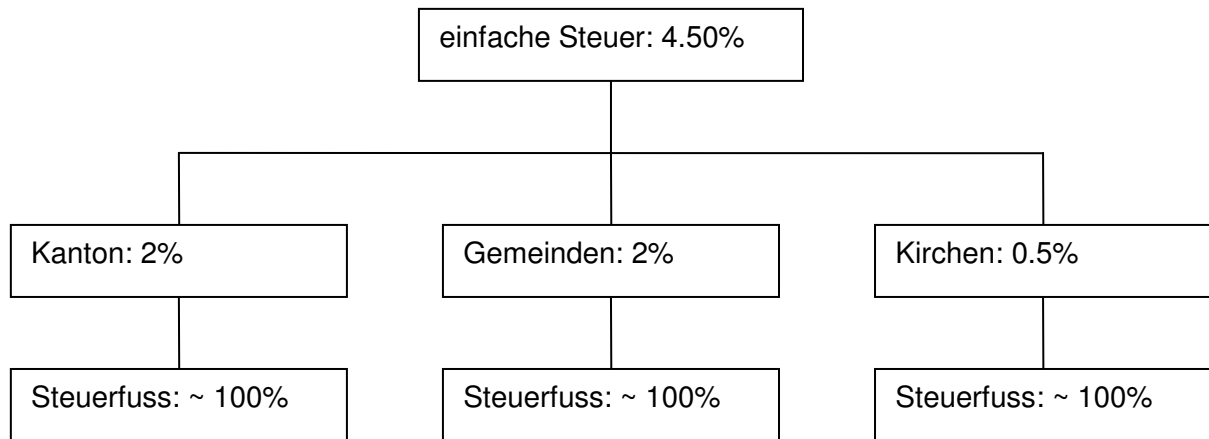 einfache Steuer: 4.50%
Kanton: 2%
Gemeinden: 2%
Kirchen: 0.5%
Steuerfuss: ~ 100%
Steuerfuss: ~ 100%
Steuerfuss: ~ 100%